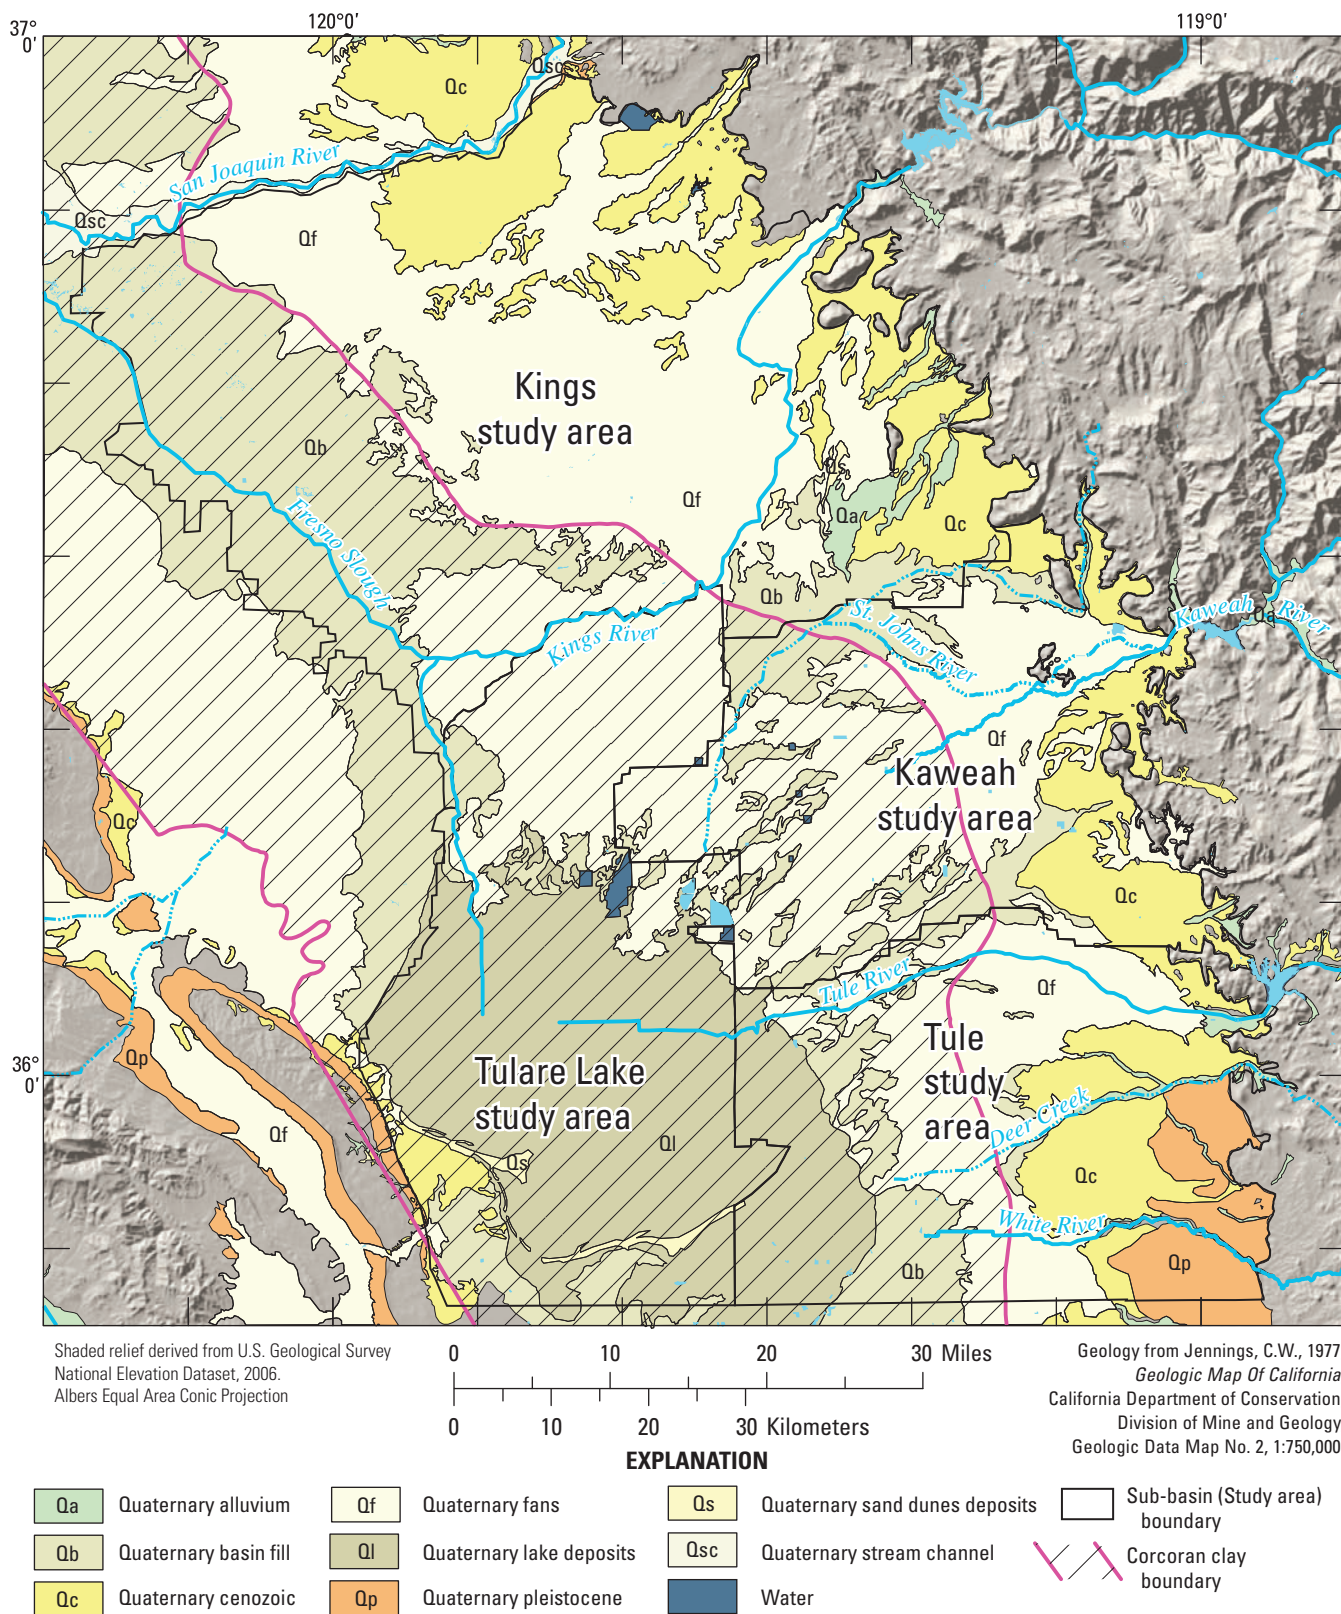 37°
0'
120°0'
119°0'
Qsc
Qc
San Joaquin River
Qsc
Qf
Kings
study area
Qb
Qs
Qf
Qa
Qc
Fresno Slough
Qb
St. Johns River
Kaweah River
Qa
Kings River
Qf
Kaweah
study area
Qc
Qc
Tule River
Qf
36°
0'
Qp
Tulare Lake
study area
Tule
study
area
Deer Creek
Qf
Ql
Qs
Qc
White River
Qb
Qp
Shaded relief derived from U.S. Geological Survey
National Elevation Dataset, 2006.
Albers Equal Area Conic Projection
0 10 20 30 Miles
0 10 20 30 Kilometers
Geology from Jennings, C.W., 1977
Geologic Map Of California
California Department of Conservation
Division of Mine and Geology
Geologic Data Map No. 2, 1:750,000
EXPLANATION
Qa Quaternary alluvium
Qb Quaternary basin fill
Qc Quaternary cenozoic
Qf Quaternary fans
Ql Quaternary lake deposits
Qp Quaternary pleistocene
Qs Quaternary sand dunes deposits
Qsc Quaternary stream channel
Water
Sub-basin (Study area)
boundary
Corcoran clay
boundary